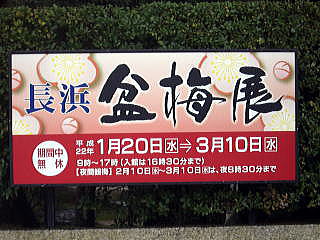 長浜 盆梅展
期間中
無休
平成
22年
1月20日㊌→3月10日㊌
9時〜17時(入館は16時30分まで)
【夜間観梅】2月10日㊌〜3月10日㊌は、夜8時30分まで